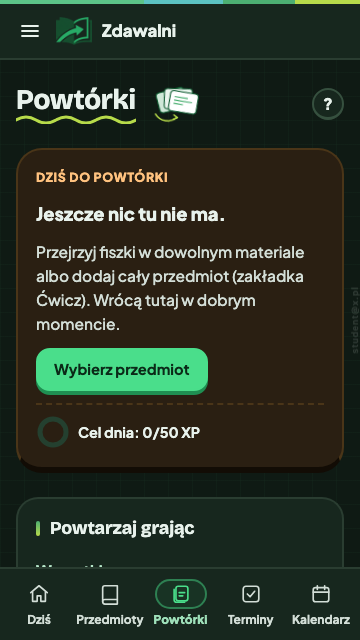 Zdawalni
Powtórki
?
DZIŚ DO POWTÓRKI
Jeszcze nic tu nie ma.
Przejrzyj fiszki w dowolnym materiale
albo dodaj cały przedmiot (zakładka
Ćwicz). Wrócą tutaj w dobrym
momencie.
Wybierz przedmiot
Cel dnia: 0/50 XP
student@x.pl
Powtarzaj grając
Dziś
Przedmioty
Powtórki
Terminy
Kalendarz